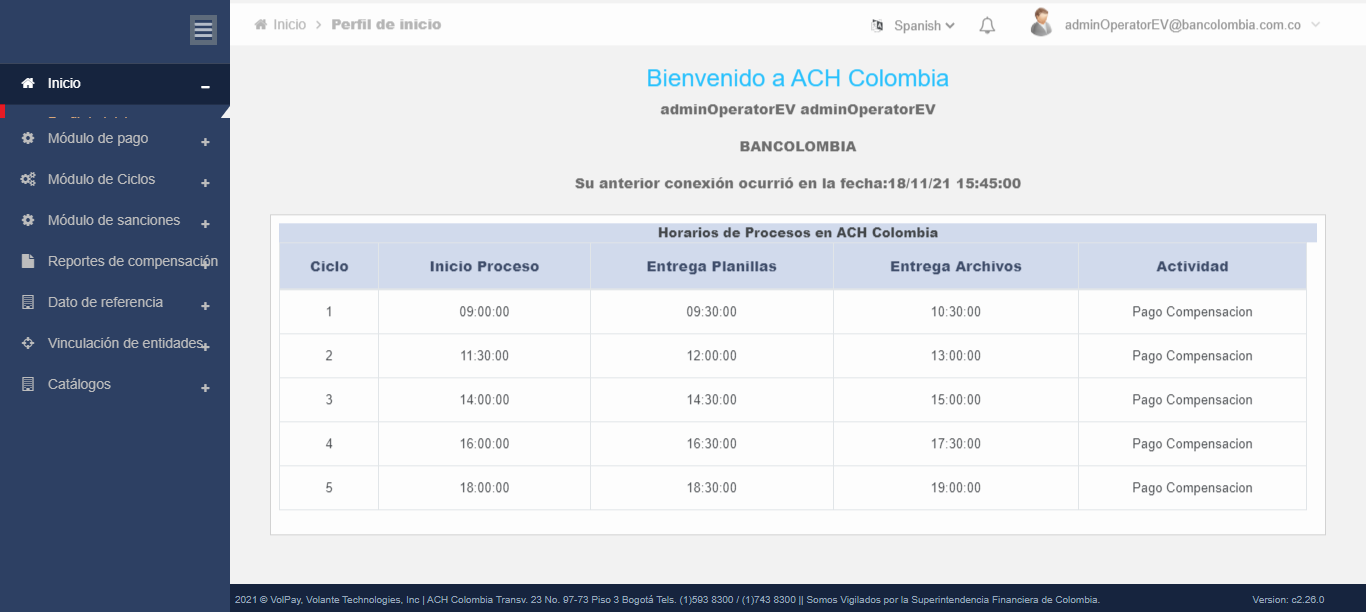 Inicio
Módulo de pago
Módulo de Ciclos
Módulo de sanciones
Reportes de compensación
Dato de referencia
Vinculación de entidades
Catálogos
Inicio > Perfil de inicio
Spanish
adminOperatorEV@bancolombia.com.co
Bienvenido a ACH Colombia
adminOperatorEV adminOperatorEV
BANCOLOMBIA
Su anterior conexión ocurrió en la fecha:18/11/21 15:45:00
Horarios de Procesos en ACH Colombia
Ciclo Inicio Proceso Entrega Planillas Entrega Archivos Actividad
1 09:00:00 09:30:00 10:30:00 Pago Compensacion
2 11:30:00 12:00:00 13:00:00 Pago Compensacion
3 14:00:00 14:30:00 15:00:00 Pago Compensacion
4 16:00:00 16:30:00 17:30:00 Pago Compensacion
5 18:00:00 18:30:00 19:00:00 Pago Compensacion
2021 © VolPay, Volante Technologies, Inc | ACH Colombia Transv. 23 No. 97-73 Piso 3 Bogotá Tels. (1)593 8300 / (1)743 8300 || Somos Vigilados por la Superintendencia Financiera de Colombia. Version: c2.26.0